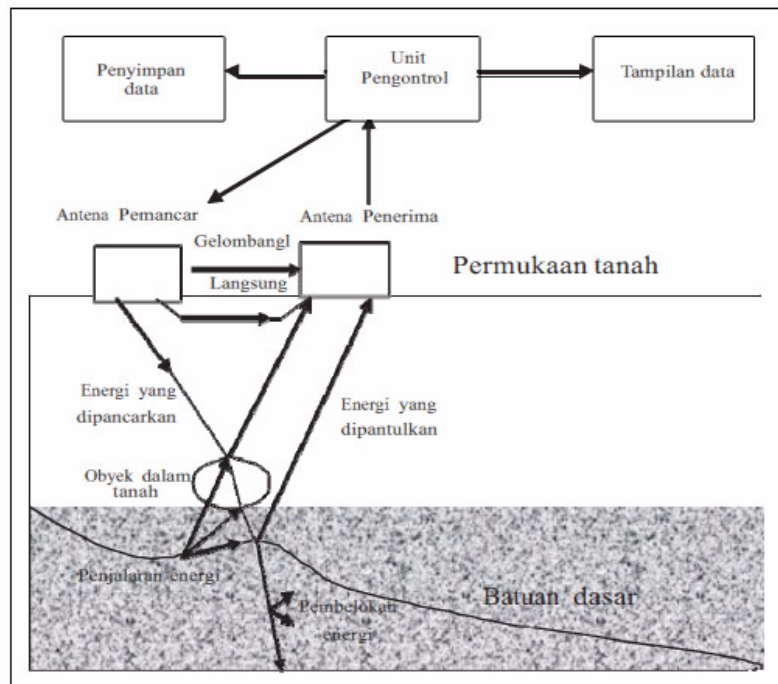 Penyimpan
data
Unit
Pengontrol
Tampilan data
Antena Pemancar
Antena Penerima
Gelombangl
Langsung
Permukaan tanah
Energi yang
dipancarkan
Energi yang
dipantulkan
Obyek dalam
tanah
Penjalaran energi
Batuan dasar
Pembelokan
energi